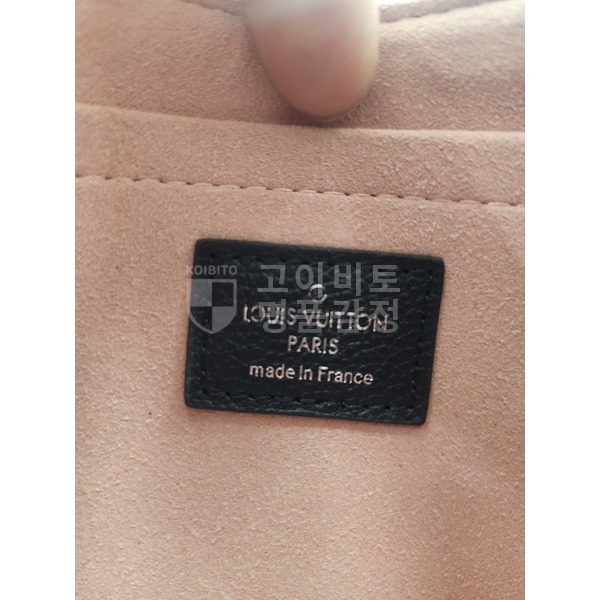 KOIBITO
고이비토
명품감정
®
LOUIS VUITTON
PARIS
made in France